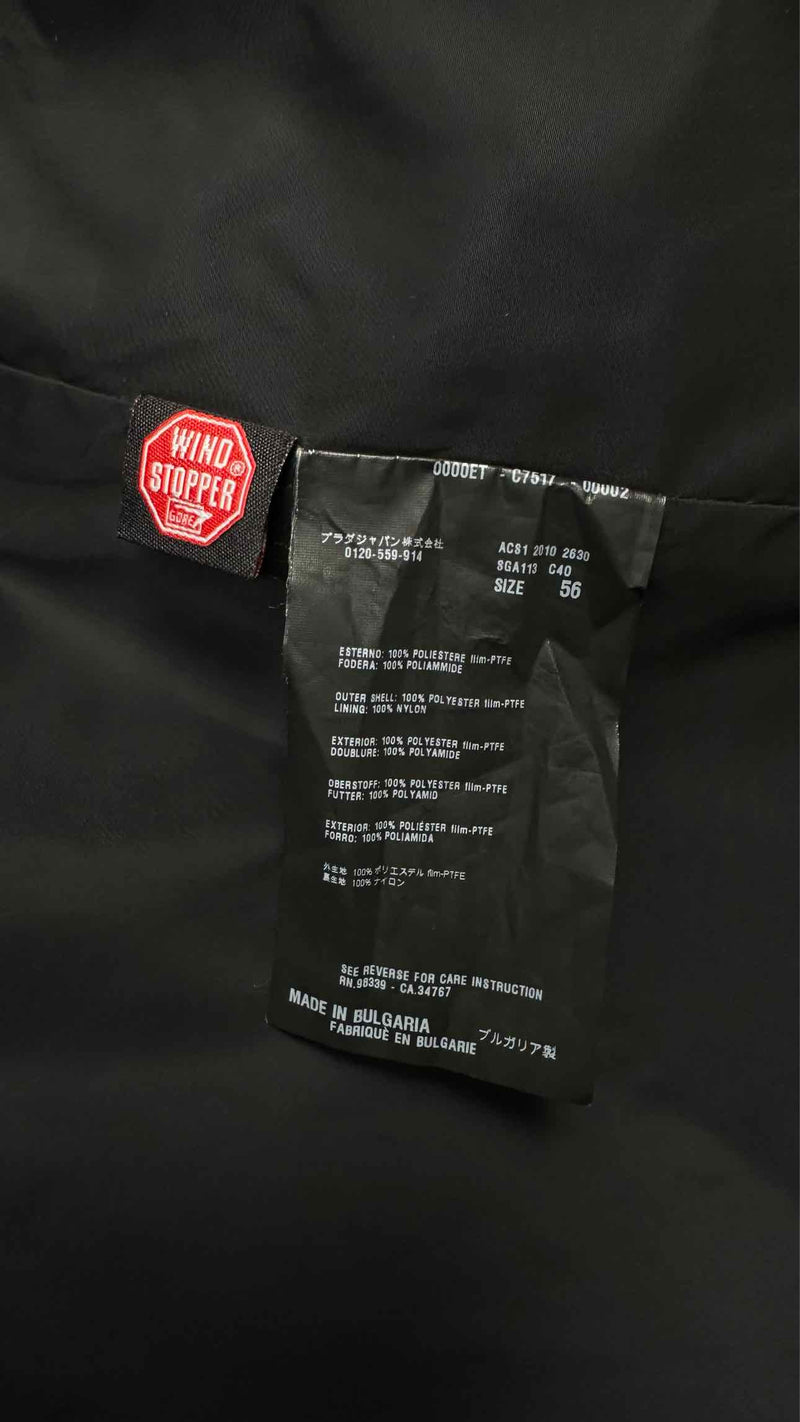 WIND
STOPPER
GORE
0000ET - C7517 - 00002
プラダジャパン株式会社
0120-559-914
ACS1 2010 2630
SGA113 C40
SIZE 56
ESTERNO: 100% POLIESTERE film-PTFE
FODERA: 100% POLIAMMIDE
OUTER SHELL: 100% POLYESTER film-PTFE
LINING: 100% NYLON
EXTERIOR: 100% POLYESTER film-PTFE
DOUBLURE: 100% POLYAMIDE
OBERSTOFF: 100% POLYESTER film-PTFE
FUTTER: 100% POLYAMID
EXTERIOR: 100% POLIÉSTER film-PTFE
FORRO: 100% POLIAMIDA
外生地 100% ポリエステル film-PTFE
裏生地 100% ナイロン
SEE REVERSE FOR CARE INSTRUCTION
RN.98339 - CA.34767
MADE IN BULGARIA
FABRIQUÈ EN BULGARIE
ブルガリア製